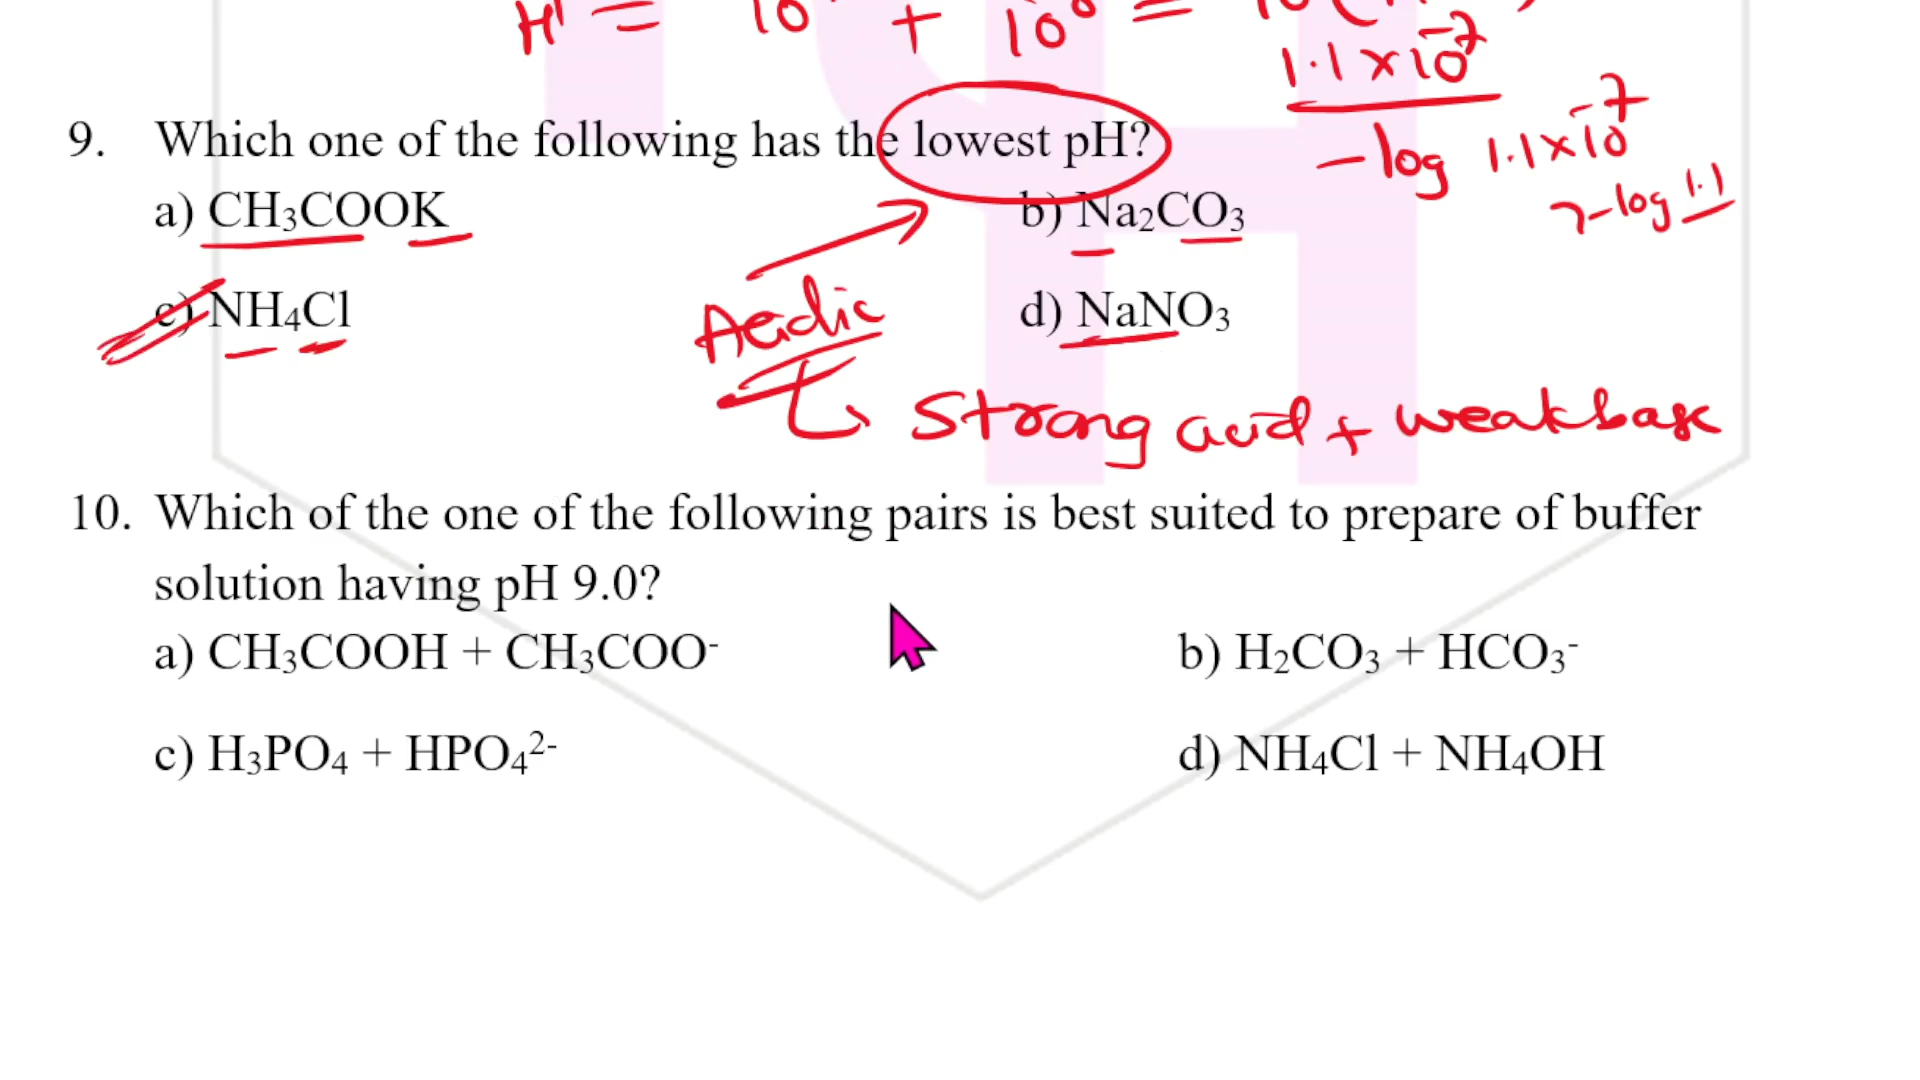 H⁺ = 10 + 10⁸ = 10
1.1×10⁻⁷
9. Which one of the following has the lowest pH?
- log 1.1×10⁻⁷
a) CH₃COOK b) Na₂CO₃
7-log 1.1
c) NH₄Cl d) NaNO₃
Acidic
Strong acid + weak base
10. Which of the one of the following pairs is best suited to prepare of buffer
solution having pH 9.0?
a) CH₃COOH + CH₃COO⁻ b) H₂CO₃ + HCO₃⁻
c) H₃PO₄ + HPO₄²⁻ d) NH₄Cl + NH₄OH